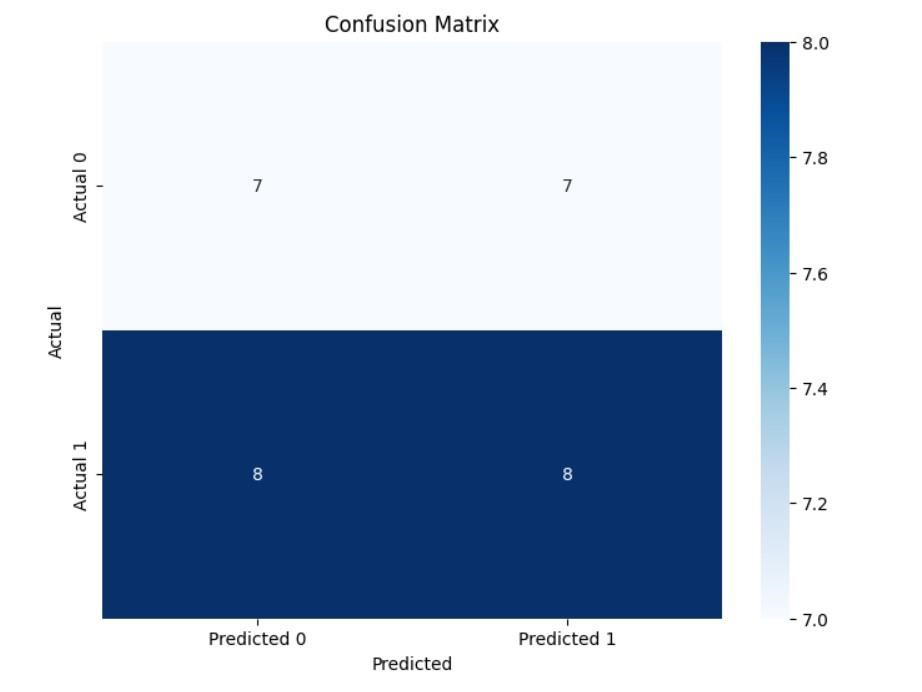 Confusion Matrix
Actual
Actual 0
7 7
Actual 1
8 8
Predicted 0 Predicted 1
Predicted
8.0
7.8
7.6
7.4
7.2
7.0